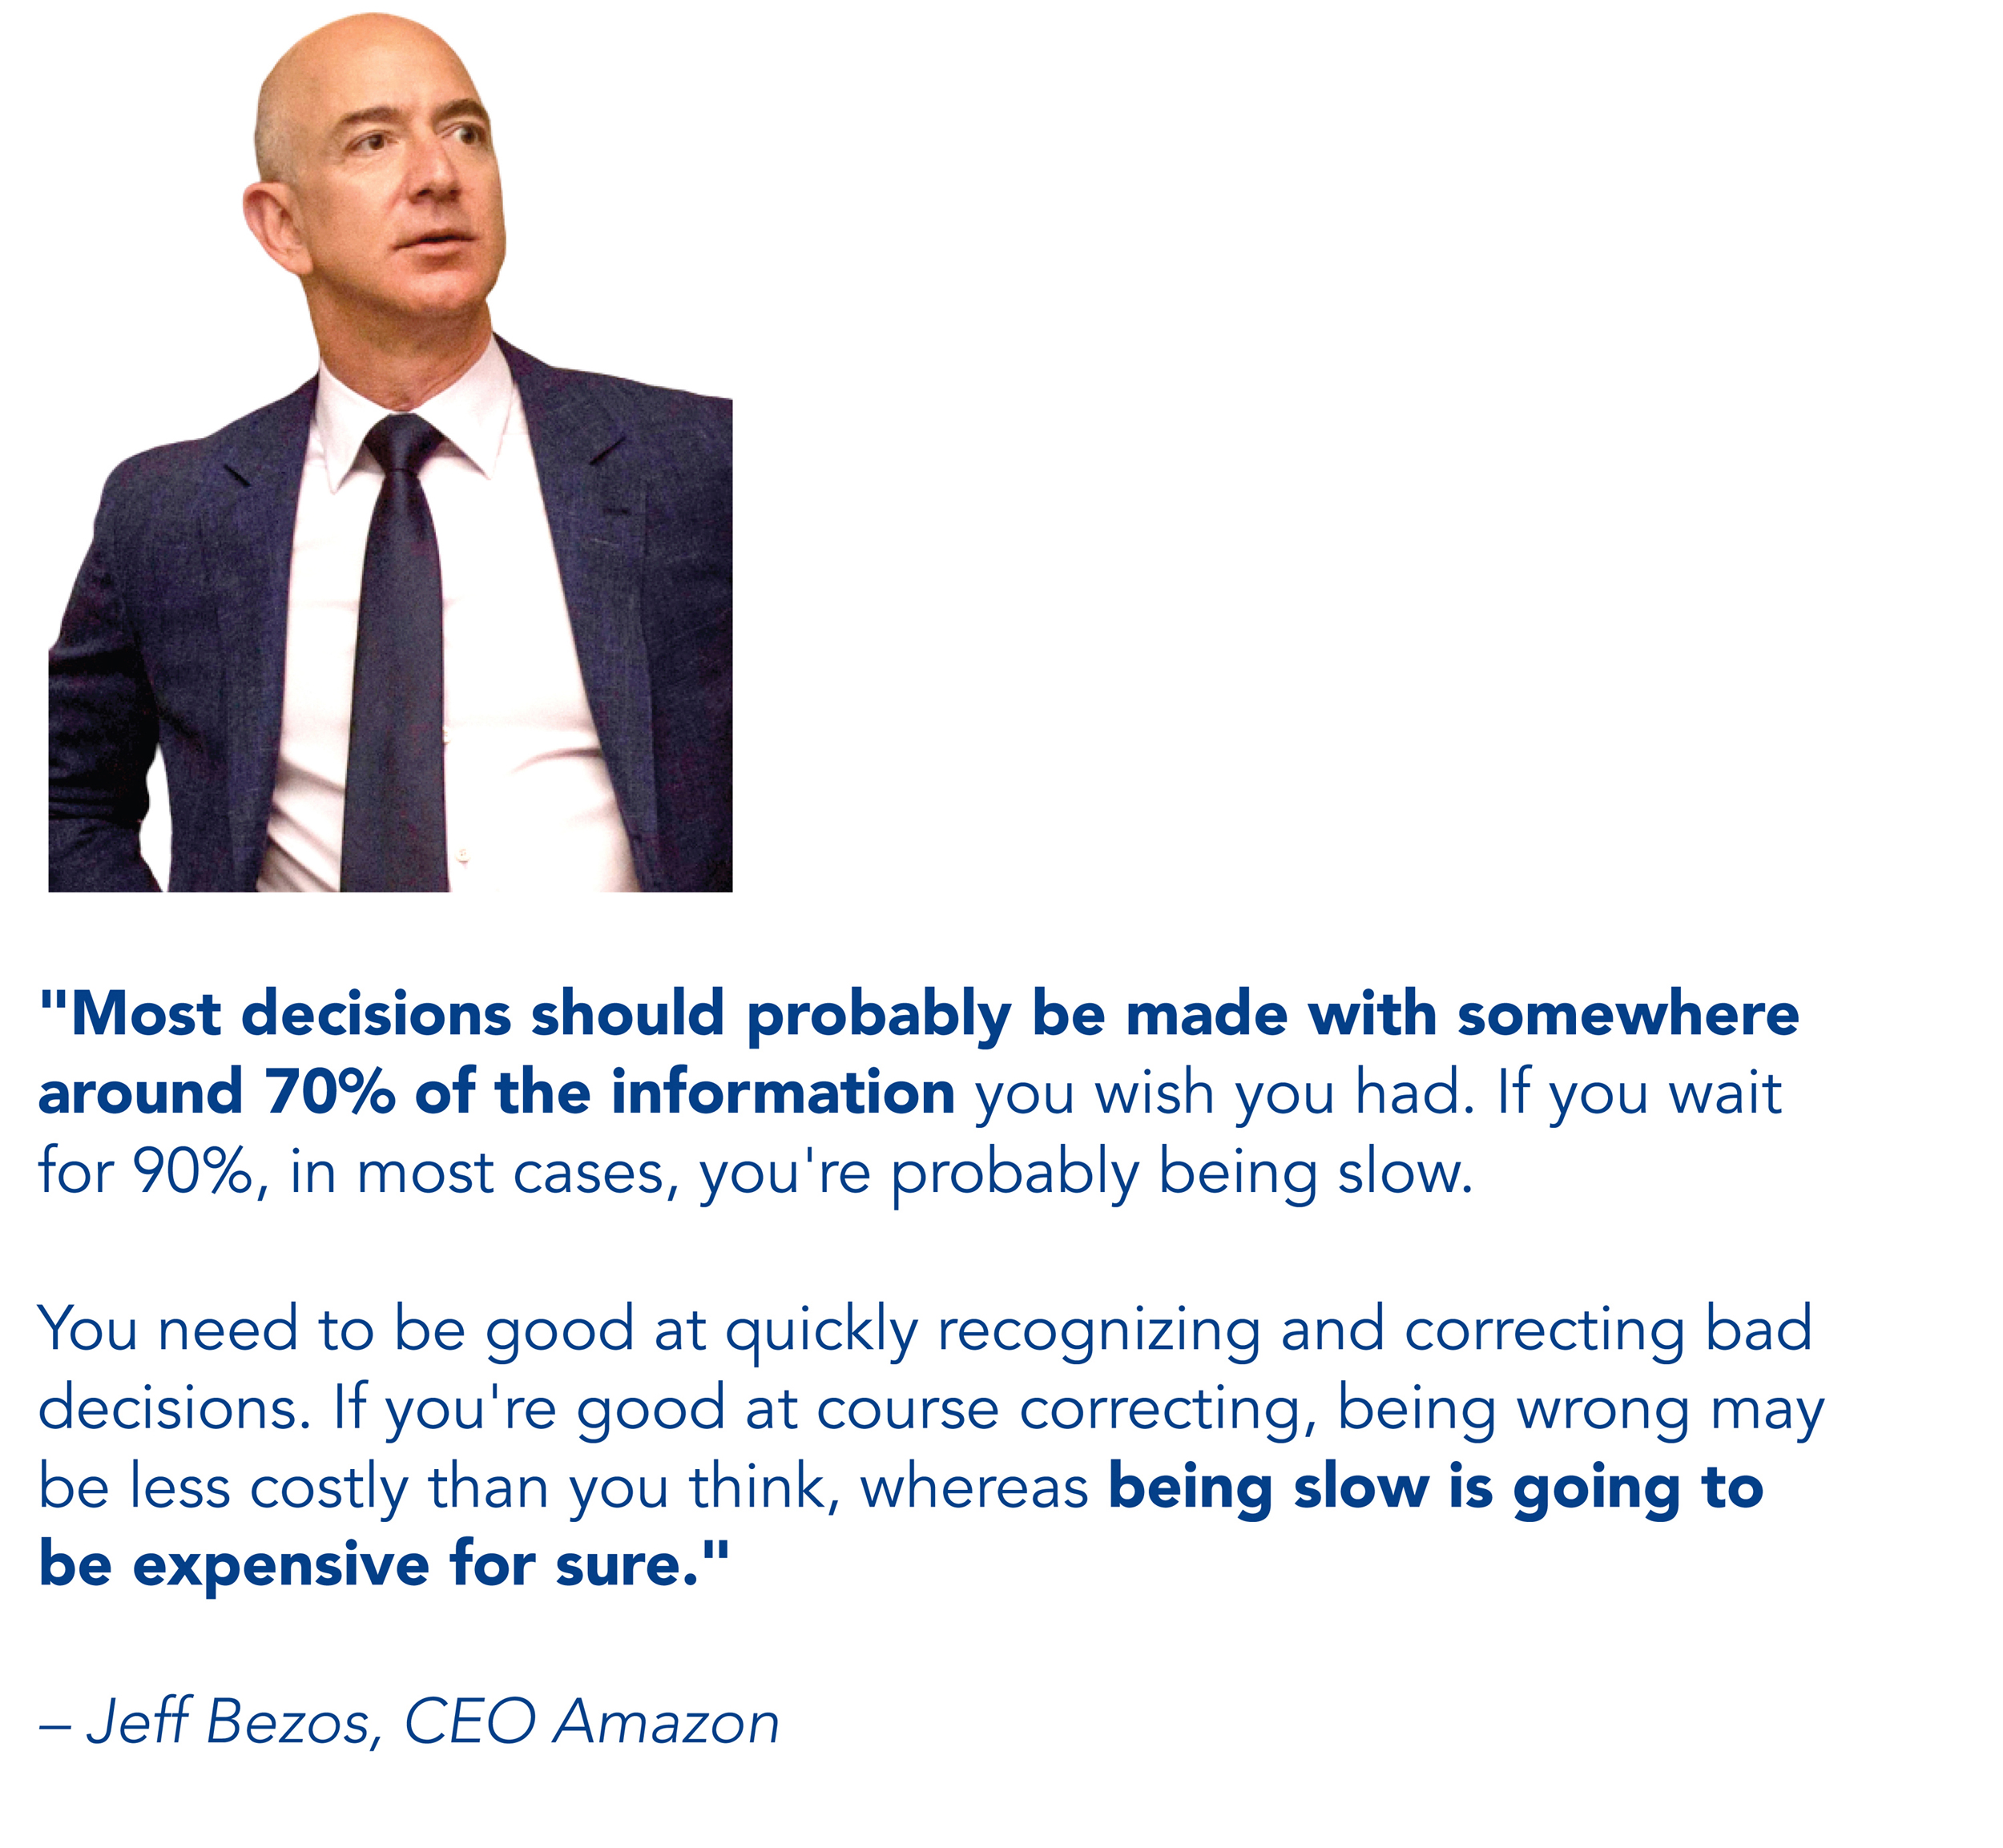 "Most decisions should probably be made with somewhere
around 70% of the information you wish you had. If you wait
for 90%, in most cases, you're probably being slow.
You need to be good at quickly recognizing and correcting bad
decisions. If you're good at course correcting, being wrong may
be less costly than you think, whereas being slow is going to
be expensive for sure."
– Jeff Bezos, CEO Amazon